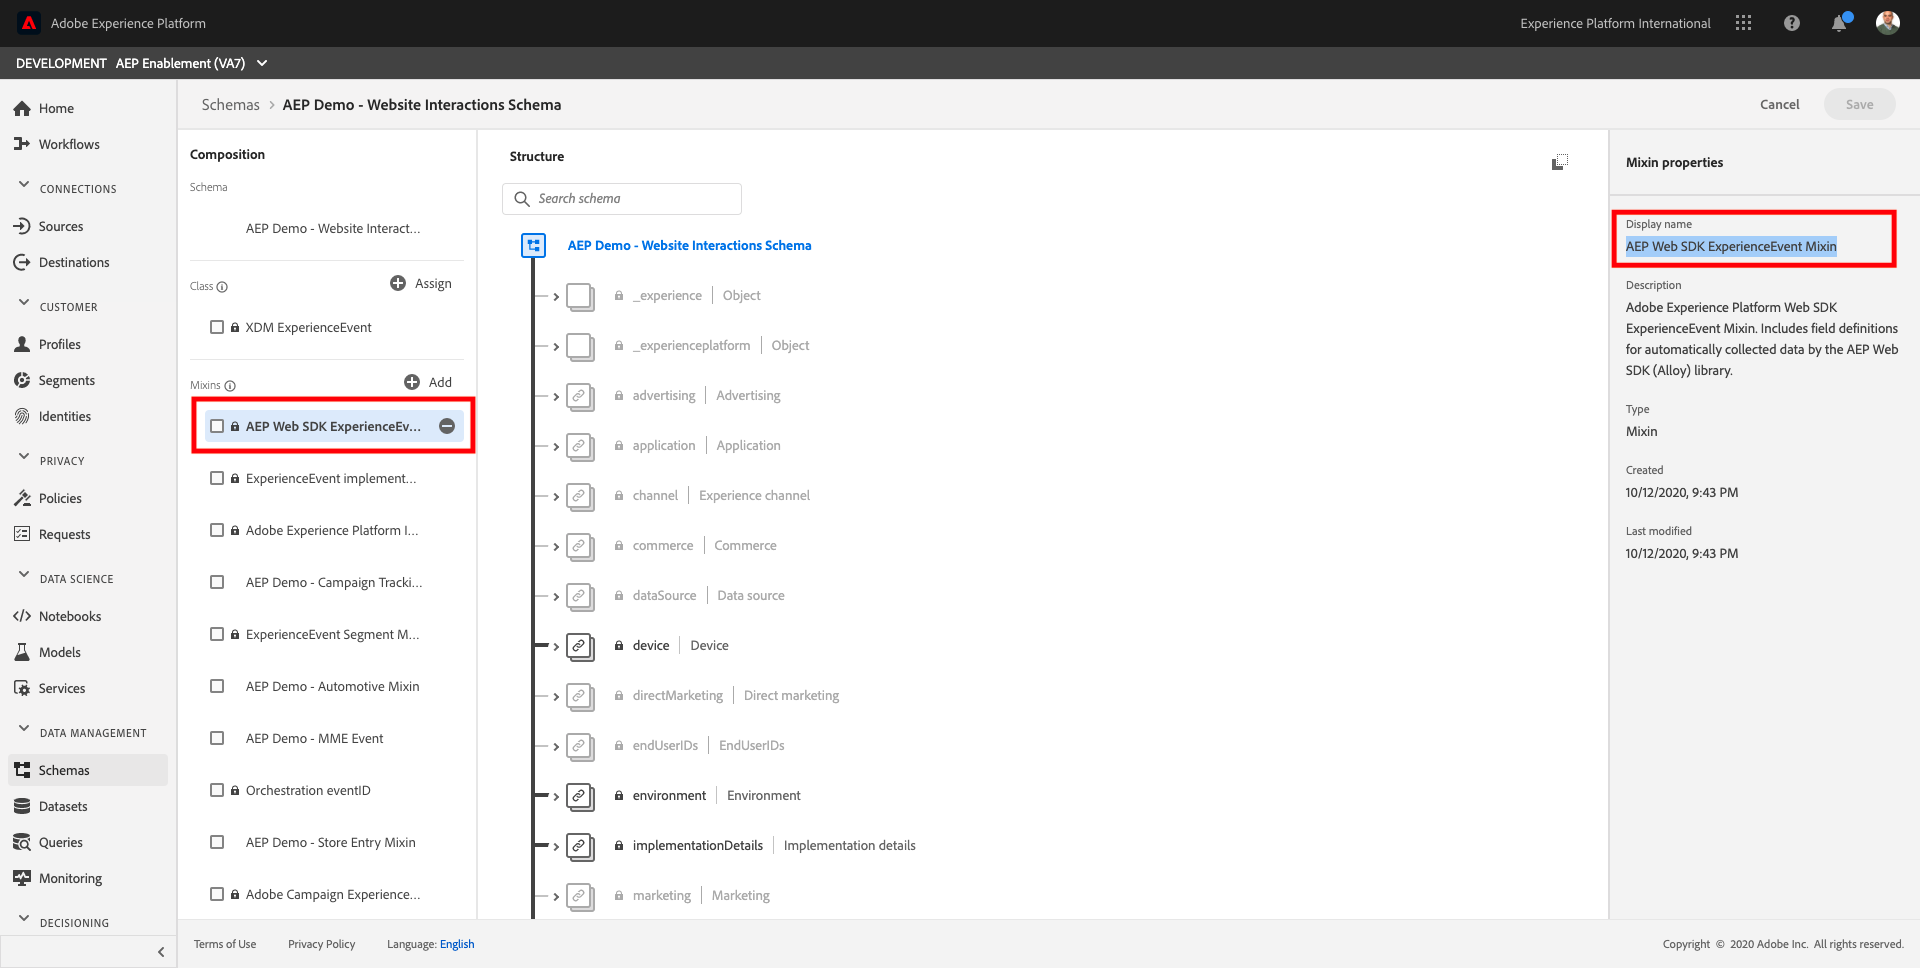 Adobe Experience Platform
Experience Platform International
DEVELOPMENT AEP Enablement (VA7)
Home
Workflows
CONNECTIONS
Sources
Destinations
CUSTOMER
Profiles
Segments
Identities
PRIVACY
Policies
Requests
DATA SCIENCE
Notebooks
Models
Services
DATA MANAGEMENT
Schemas
Datasets
Queries
Monitoring
DECISIONING
Schemas > AEP Demo - Website Interactions Schema
Cancel
Save
Composition
Schema
AEP Demo - Website Interact...
Class
Assign
XDM ExperienceEvent
Mixins
Add
AEP Web SDK ExperienceEv...
ExperienceEvent implement...
Adobe Experience Platform I...
AEP Demo - Campaign Tracki...
ExperienceEvent Segment M...
AEP Demo - Automotive Mixin
AEP Demo - MME Event
Orchestration eventID
AEP Demo - Store Entry Mixin
Adobe Campaign Experience...
Structure
Search schema
AEP Demo - Website Interactions Schema
_experience | Object
_experienceplatform | Object
advertising | Advertising
application | Application
channel | Experience channel
commerce | Commerce
dataSource | Data source
device | Device
directMarketing | Direct marketing
endUserIDs | EndUserIDs
environment | Environment
implementationDetails | Implementation details
marketing | Marketing
Mixin properties
Display name
AEP Web SDK ExperienceEvent Mixin
Description
Adobe Experience Platform Web SDK
ExperienceEvent Mixin. Includes field definitions
for automatically collected data by the AEP Web
SDK (Alloy) library.
Type
Mixin
Created
10/12/2020, 9:43 PM
Last modified
10/12/2020, 9:43 PM
Terms of Use
Privacy Policy
Language: English
Copyright © 2020 Adobe Inc. All rights reserved.